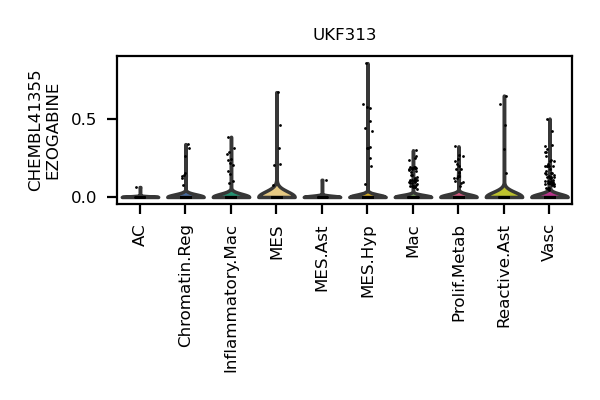 UKF313
CHEMBL41355
EZOGABINE
0.5
0.0
AC
Chromatin.Reg
Inflammatory.Mac
MES
MES.Ast
MES.Hyp
Mac
Prolif.Metab
Reactive.Ast
Vasc